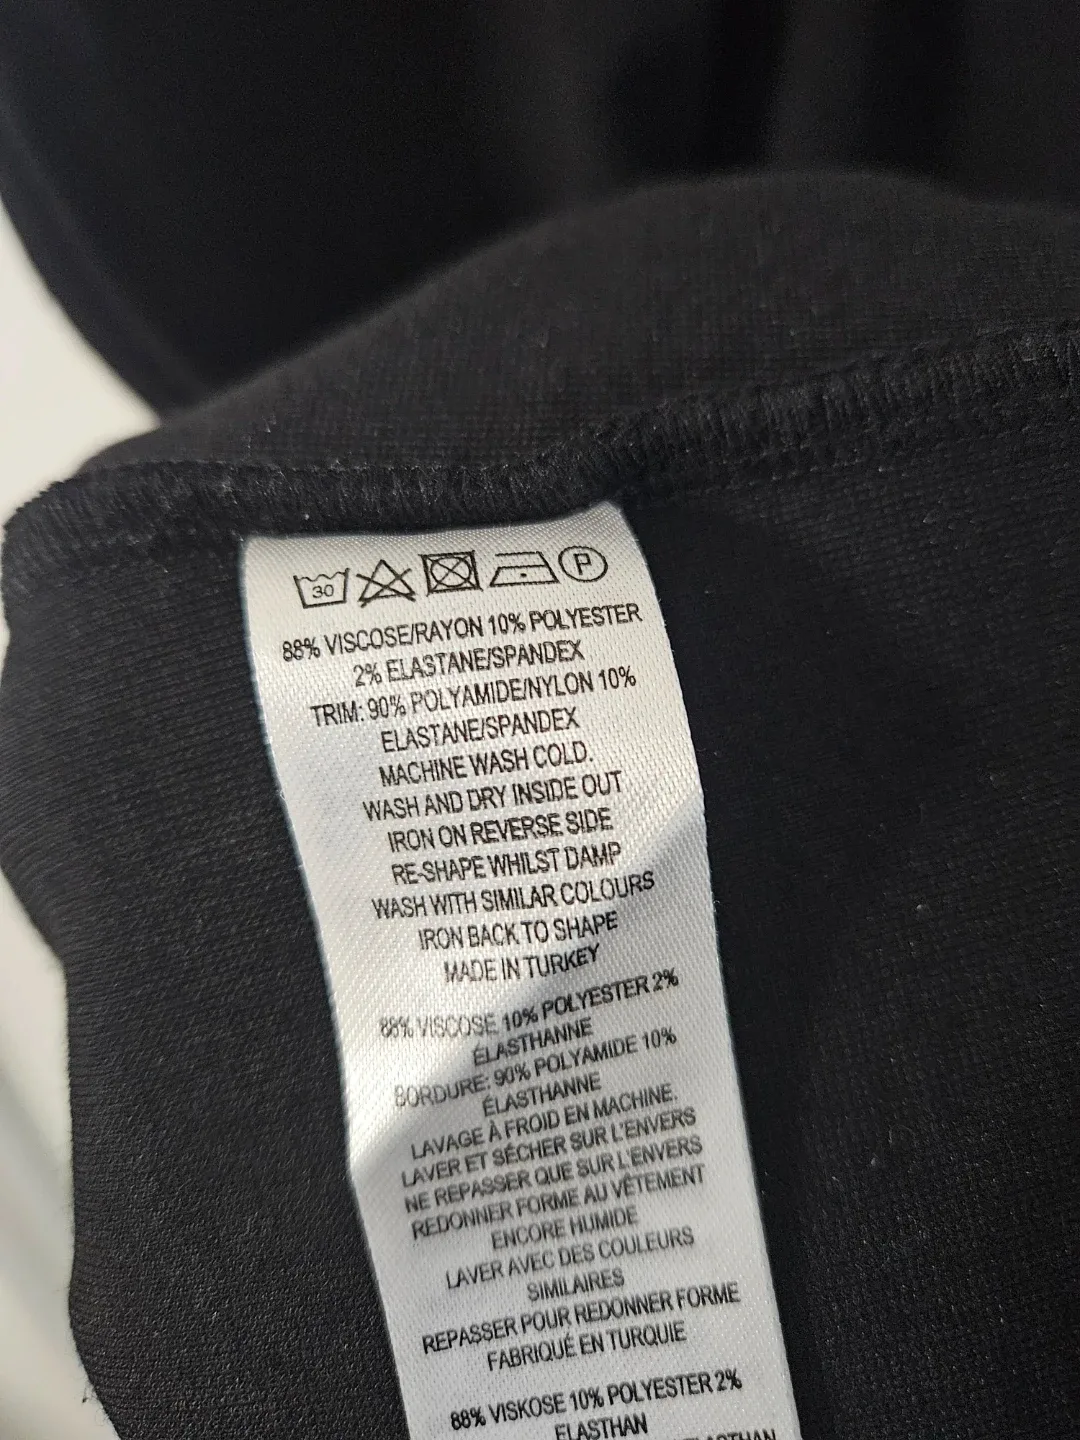 30 P
88% VISCOSE/RAYON 10% POLYESTER
2% ELASTANE/SPANDEX
TRIM: 90% POLYAMIDE/NYLON 10%
ELASTANE/SPANDEX
MACHINE WASH COLD.
WASH AND DRY INSIDE OUT
IRON ON REVERSE SIDE
RE-SHAPE WHILST DAMP
WASH WITH SIMILAR COLOURS
IRON BACK TO SHAPE
MADE IN TURKEY
88% VISCOSE 10% POLYESTER 2%
ÉLASTHANNE
BORDURE: 90% POLYAMIDE 10%
ÉLASTHANNE
LAVAGE À FROID EN MACHINE.
LAVER ET SÉCHER SUR L'ENVERS
NE REPASSER QUE SUR L'ENVERS
REDONNER FORME AU VÊTEMENT
ENCORE HUMIDE
LAVER AVEC DES COULEURS
SIMILAIRES
REPASSER POUR REDONNER FORME
FABRIQUÉ EN TURQUIE
88% VISKOSE 10% POLYESTER 2%
ELASTHAN